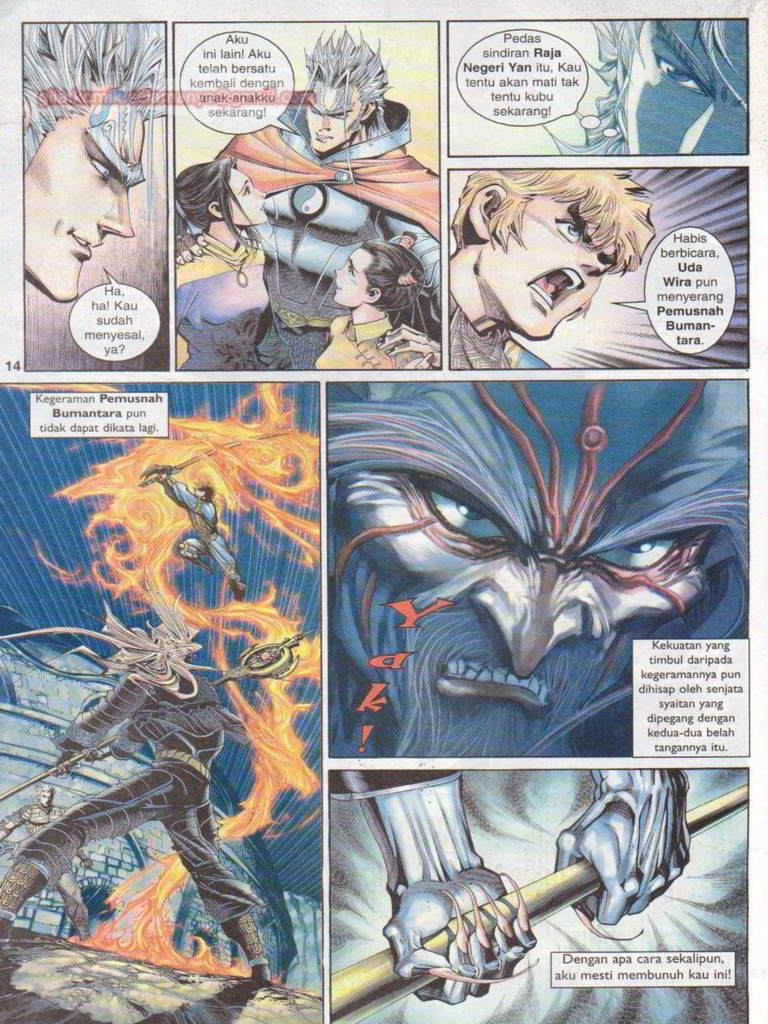 Ha,
ha! Kau
sudah
menyesal,
ya?
Aku
ini lain! Aku
telah bersatu
kembali dengan
anak-anakku
sekarang!
Pedas
sindiran Raja
Negeri Yan itu, Kau
tentu akan mati tak
tentu kubu
sekarang!
Habis
berbicara,
Uda
Wira pun
menyerang
Pemusnah
Buman-
tara.
14
Kegeraman Pemusnah
Bumantara pun
tidak dapat dikata lagi.
Yak!
Kekuatan yang
timbul daripada
kegeramannya pun
dihisap oleh senjata
syaitan yang
dipegang dengan
kedua-dua belah
tangannya itu.
Dengan apa cara sekalipun,
aku mesti membunuh kau ini!